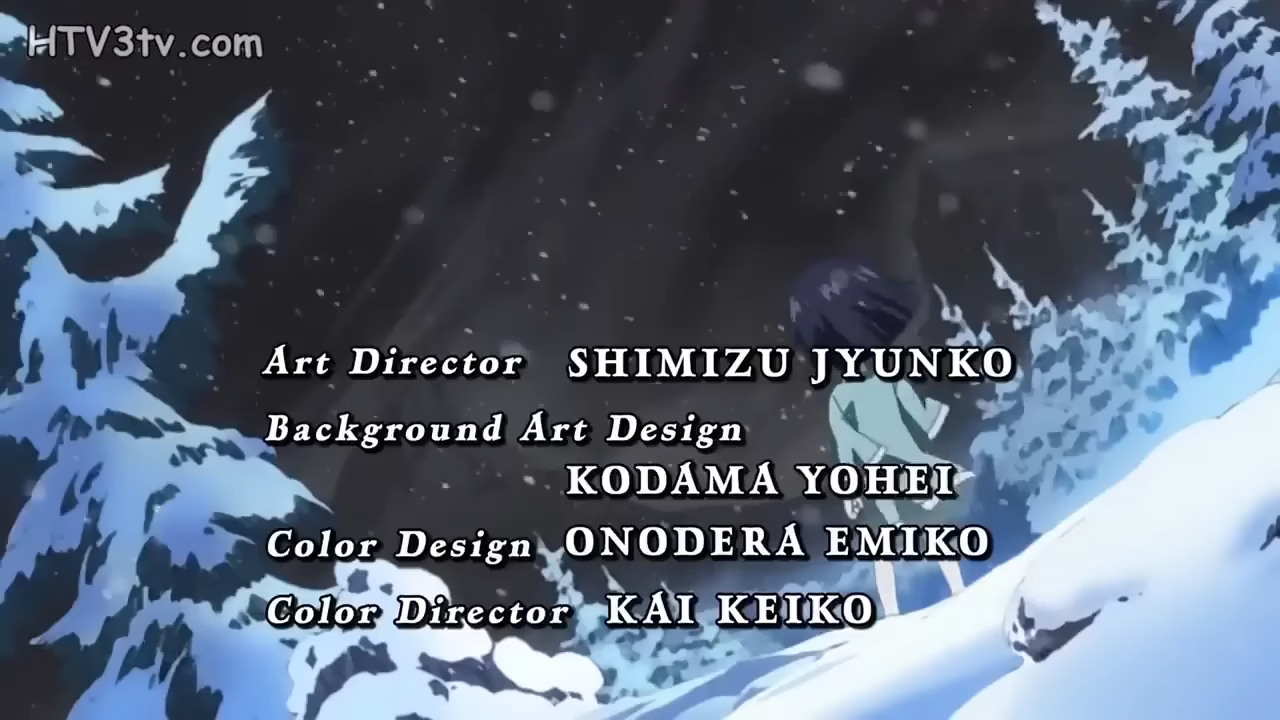 HTV3tv.com
Art Director SHIMIZU JYUNKO
Background Art Design
KODAMA YOHEI
Color Design ONODERA EMIKO
Color Director KAI KEIKO